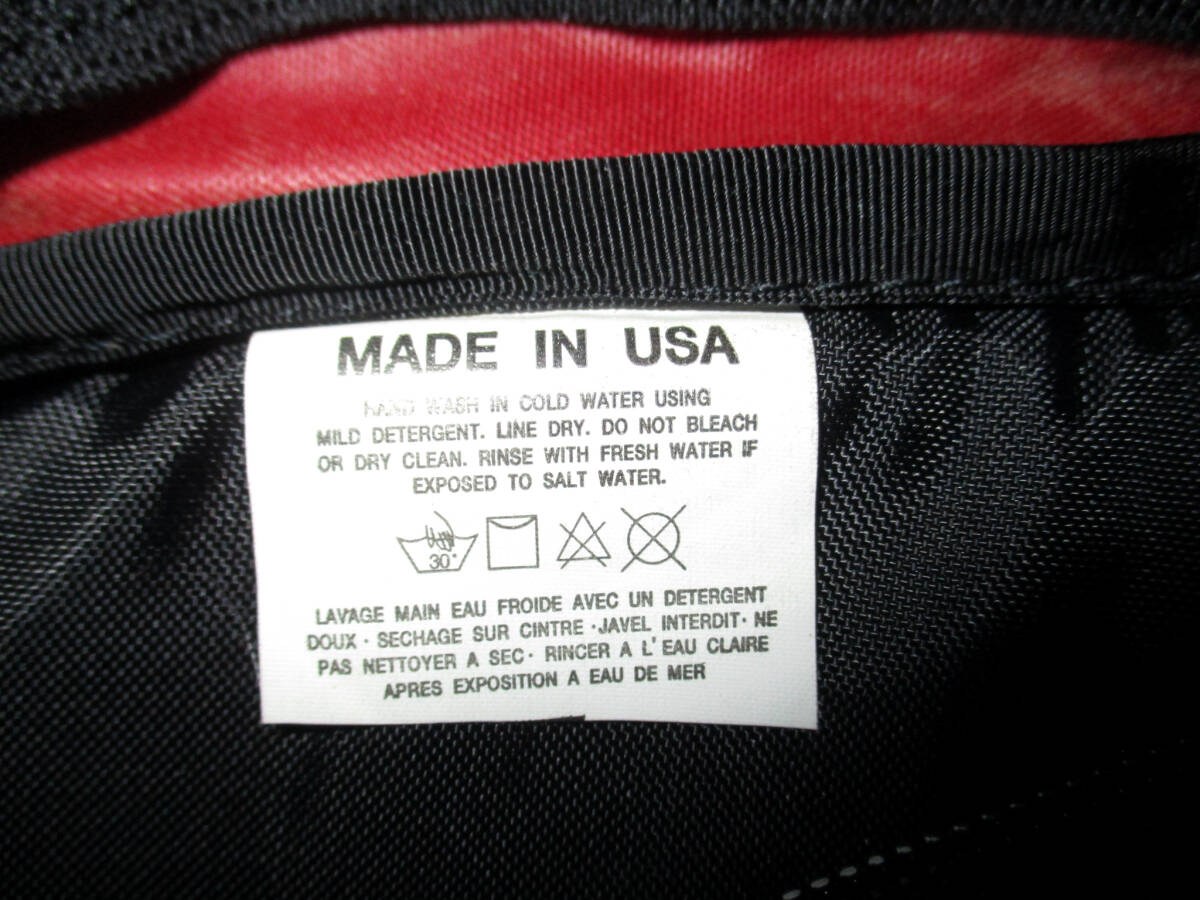 MADE IN USA
HAND WASH IN COLD WATER USING
MILD DETERGENT. LINE DRY. DO NOT BLEACH
OR DRY CLEAN. RINSE WITH FRESH WATER IF
EXPOSED TO SALT WATER.
30°
LAVAGE MAIN EAU FROIDE AVEC UN DETERGENT
DOUX · SECHAGE SUR CINTRE · JAVEL INTERDIT · NE
PAS NETTOYER A SEC · RINCER A L'EAU CLAIRE
APRES EXPOSITION A EAU DE MER